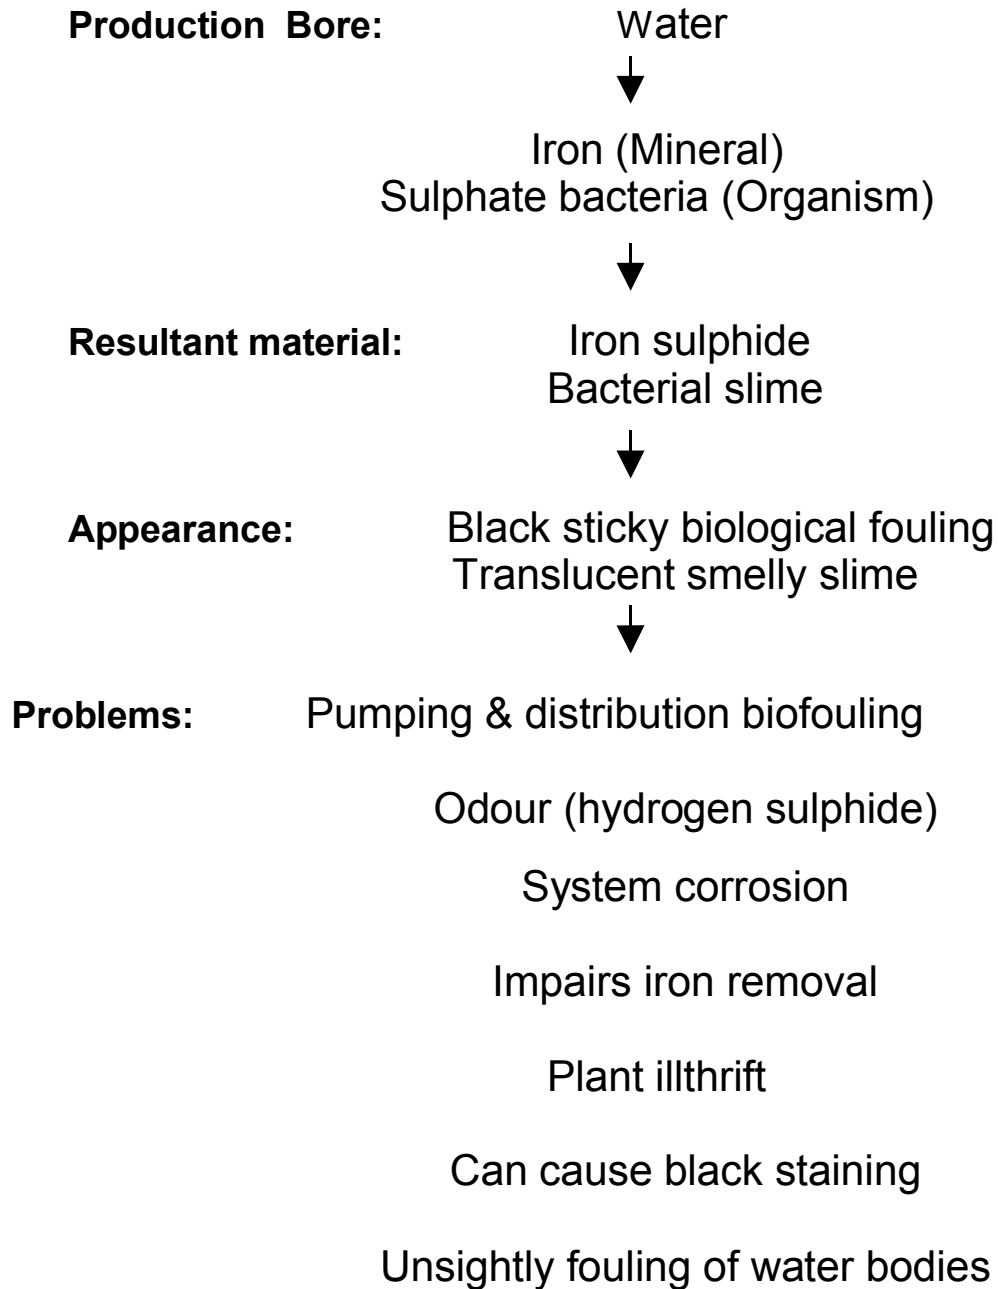 Production Bore: Water
Iron (Mineral)
Sulphate bacteria (Organism)
Resultant material: Iron sulphide
Bacterial slime
Appearance: Black sticky biological fouling
Translucent smelly slime
Problems: Pumping & distribution biofouling
Odour (hydrogen sulphide)
System corrosion
Impairs iron removal
Plant illthrift
Can cause black staining
Unsightly fouling of water bodies